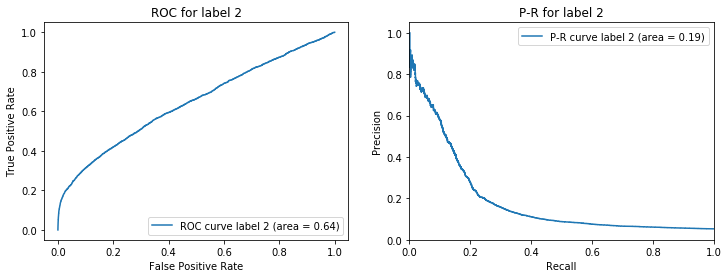 ROC for label 2
1.0
0.8
0.6
0.4
0.2
0.0
True Positive Rate
ROC curve label 2 (area = 0.64)
0.0 0.2 0.4 0.6 0.8 1.0
False Positive Rate
P-R for label 2
1.0
0.8
0.6
0.4
0.2
0.0
Precision
P-R curve label 2 (area = 0.19)
0.0 0.2 0.4 0.6 0.8 1.0
Recall